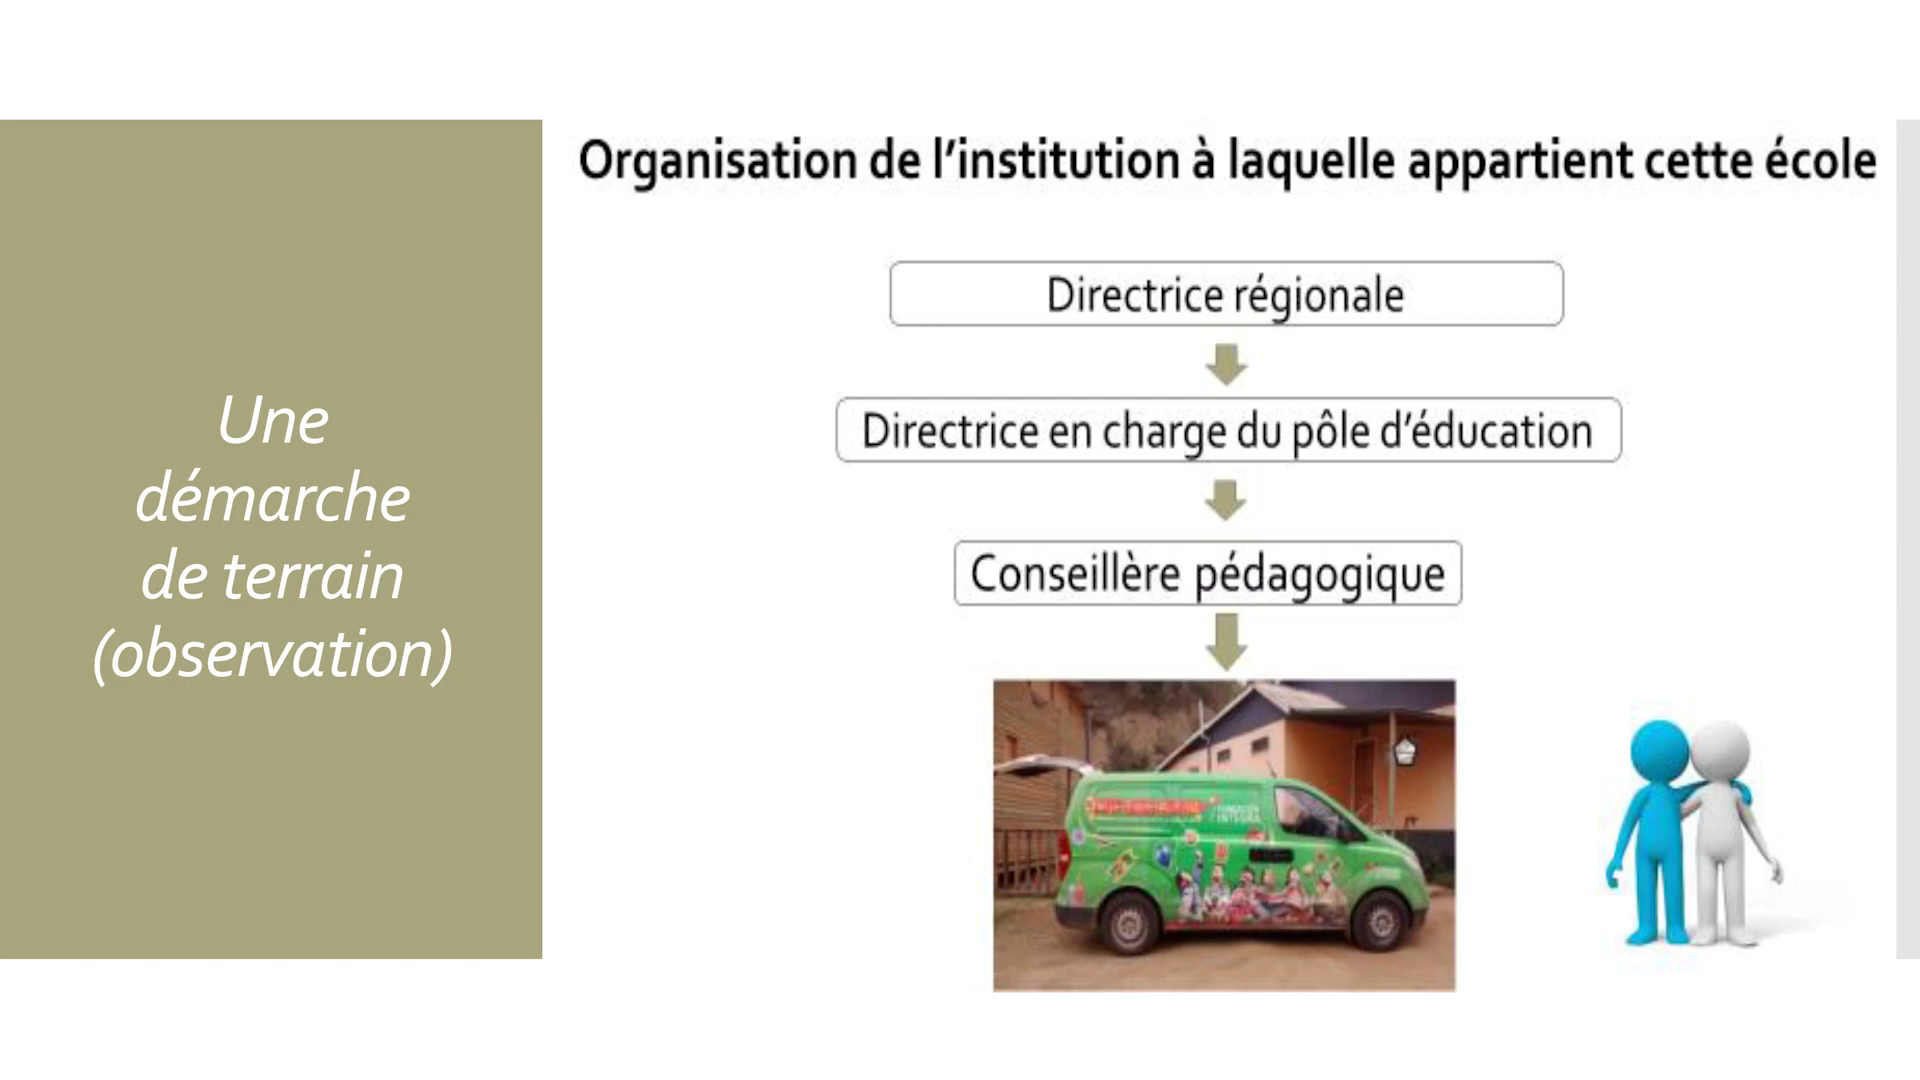 Organisation de l’institution à laquelle appartient cette école
Directrice régionale
Directrice en charge du pôle d’éducation
Conseillère pédagogique
Une
démarche
de terrain
(observation)